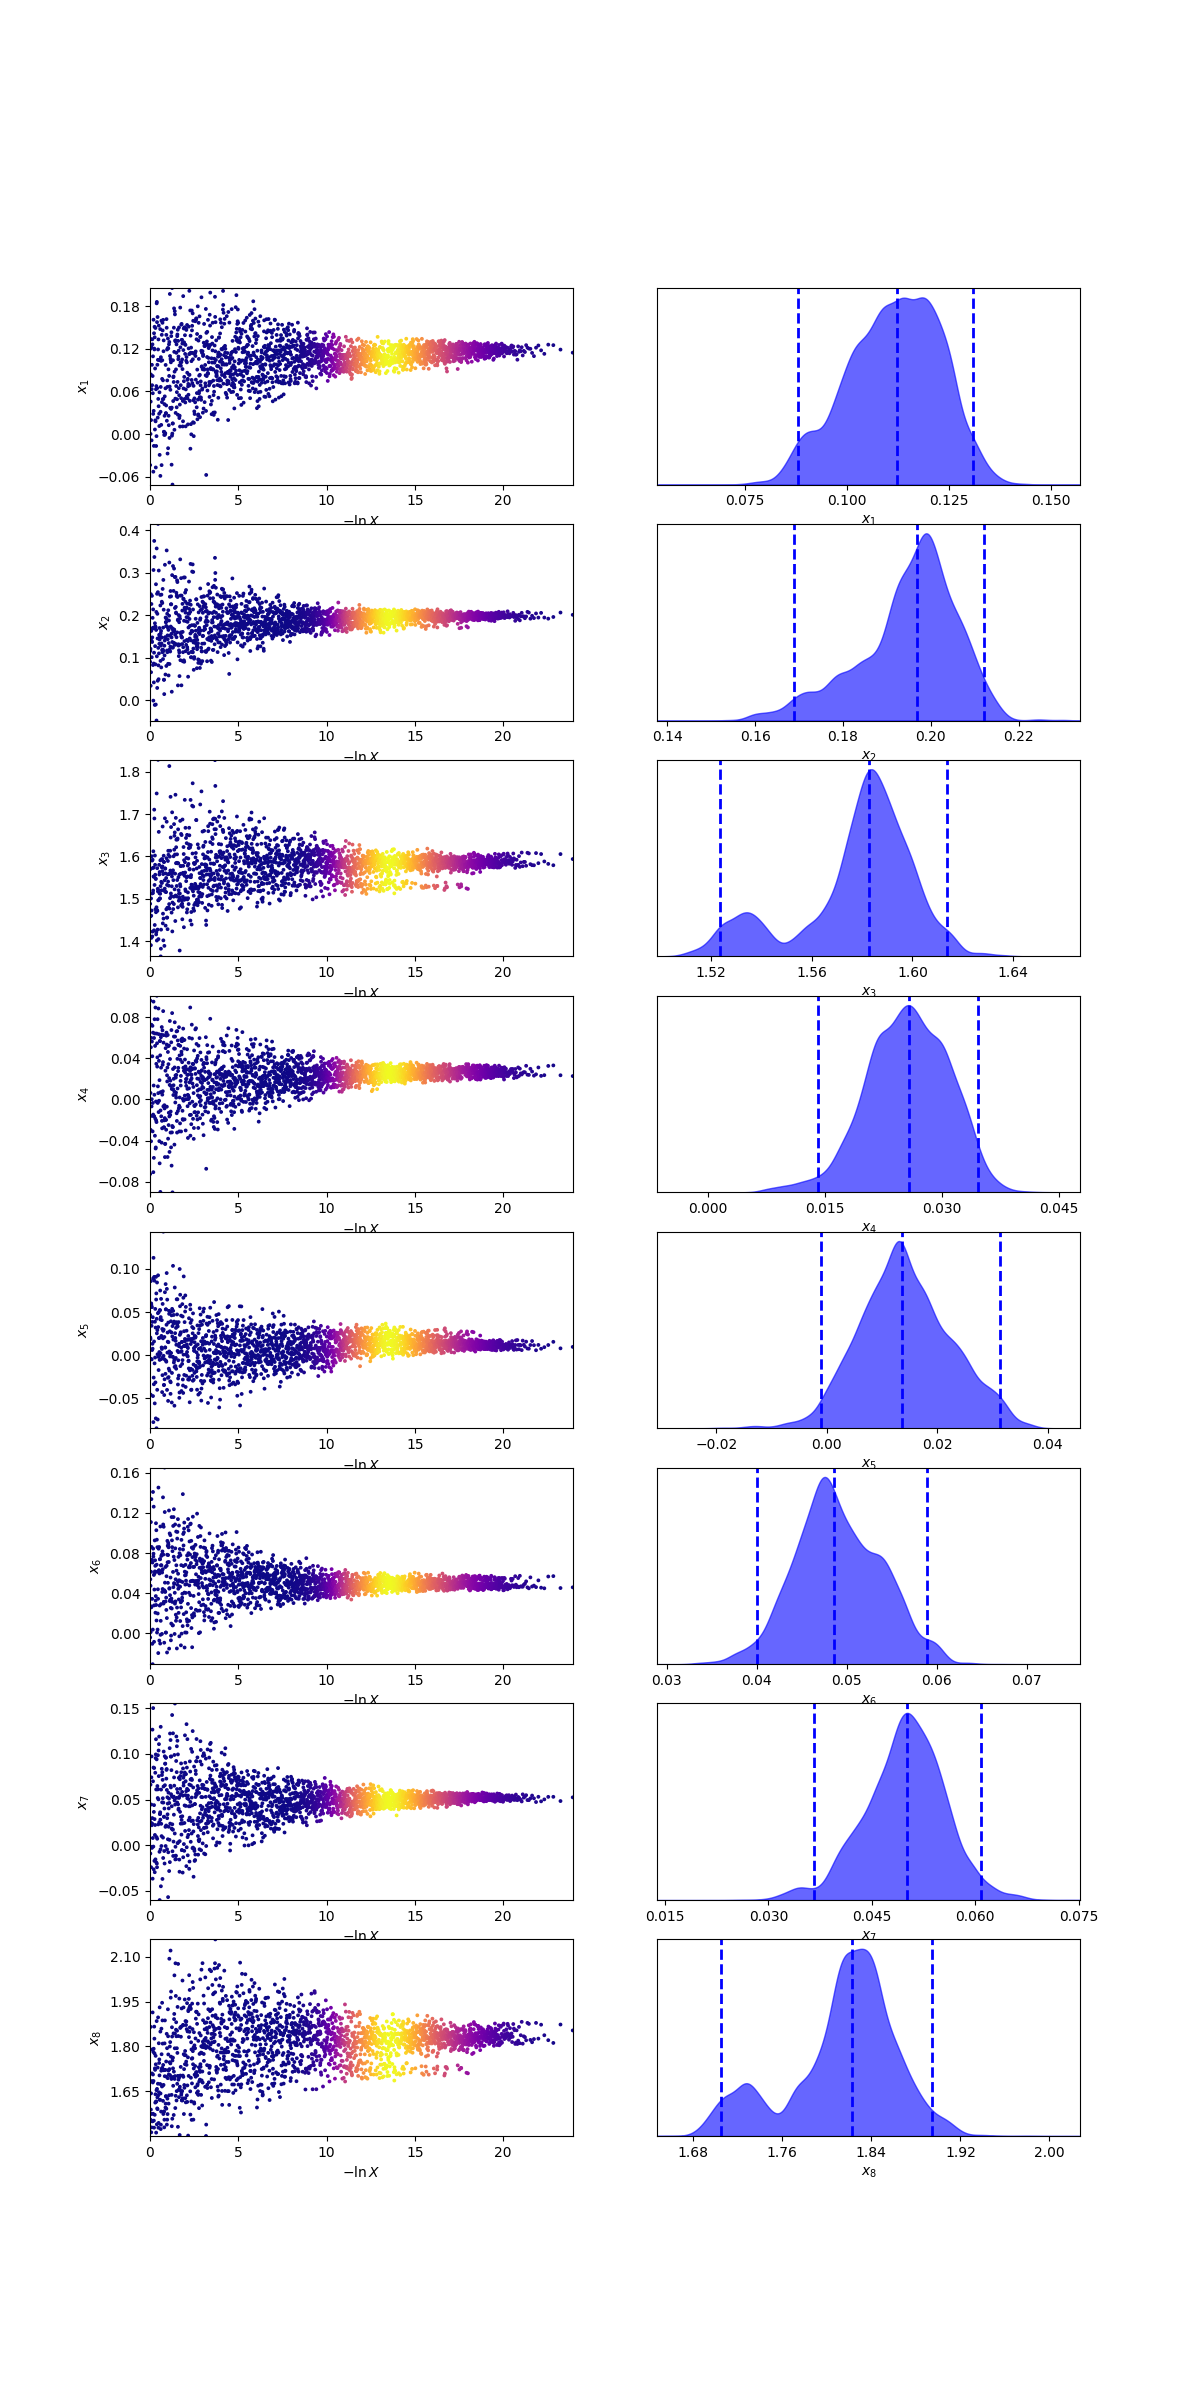 0.18
0.12
0.06
0.00
−0.06
x₁
0 5 10 15 20
−ln X
0.075 0.100 0.125 0.150
x₁
0.4
0.3
0.2
0.1
0.0
x₂
0 5 10 15 20
−ln X
0.14 0.16 0.18 0.20 0.22
x₂
1.8
1.7
1.6
1.5
1.4
x₃
0 5 10 15 20
−ln X
1.52 1.56 1.60 1.64
x₃
0.08
0.04
0.00
−0.04
−0.08
x₄
0 5 10 15 20
−ln X
0.000 0.015 0.030 0.045
x₄
0.10
0.05
0.00
−0.05
x₅
0 5 10 15 20
−ln X
−0.02 0.00 0.02 0.04
x₅
0.16
0.12
0.08
0.04
0.00
x₆
0 5 10 15 20
−ln X
0.03 0.04 0.05 0.06 0.07
x₆
0.15
0.10
0.05
0.00
−0.05
x₇
0 5 10 15 20
−ln X
0.015 0.030 0.045 0.060 0.075
x₇
2.10
1.95
1.80
1.65
x₈
0 5 10 15 20
−ln X
1.68 1.76 1.84 1.92 2.00
x₈